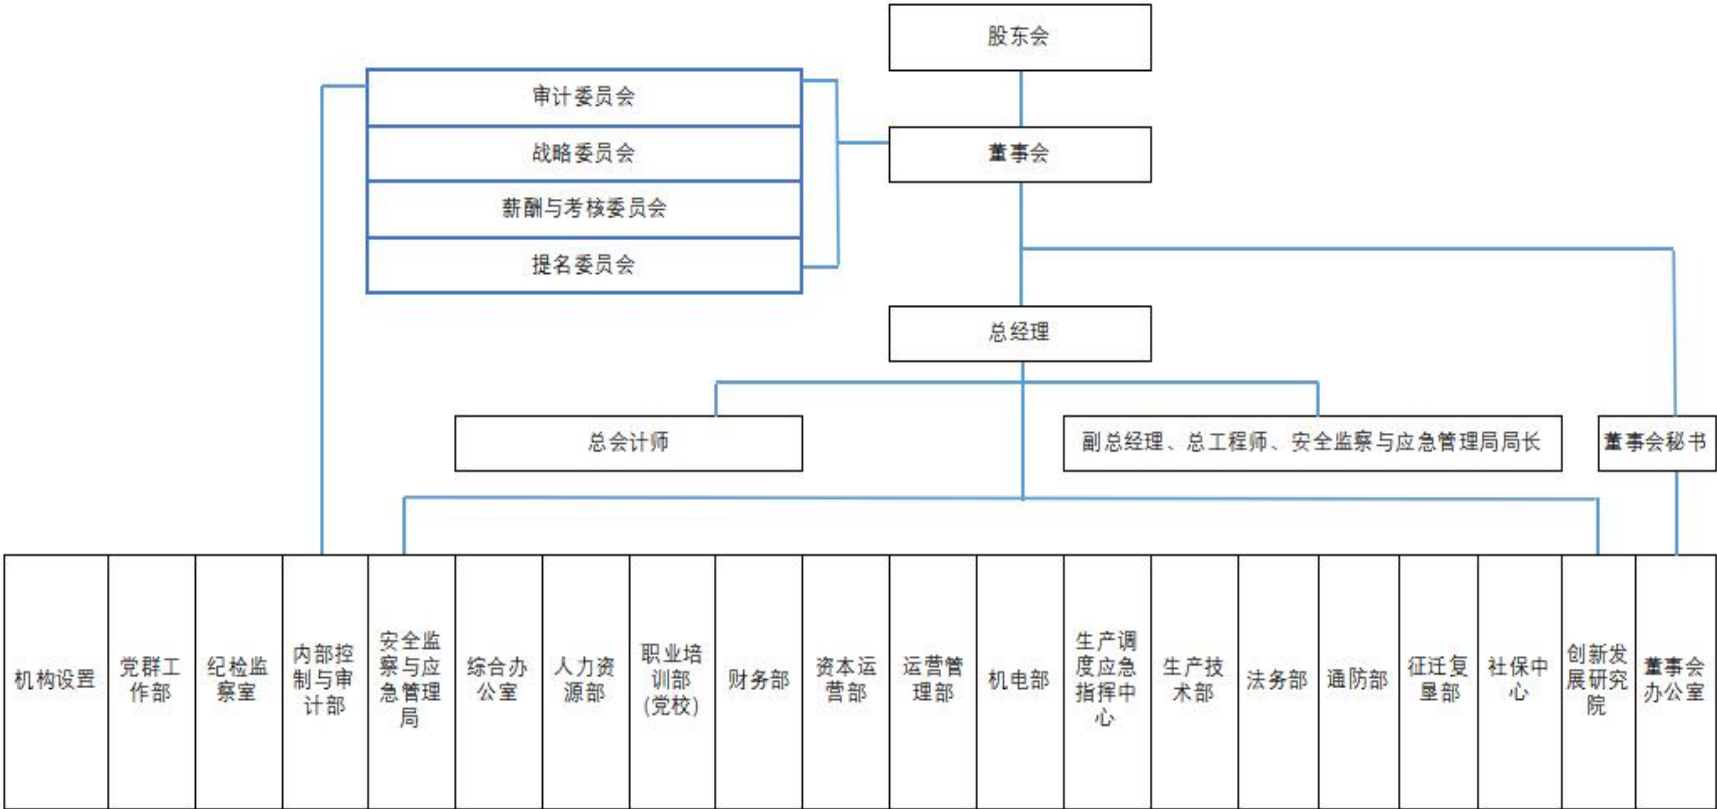 股东会
审计委员会
战略委员会
薪酬与考核委员会
提名委员会
董事会
总经理
总会计师
副总经理、总工程师、安全监察与应急管理局局长
董事会秘书
机构设置
党群工
作部
纪检监
察室
内部控
制与审
计部
安全监
察与应
急管理
局
综合办
公室
人力资
源部
职业培
训部
(党校)
财务部
资本运
营部
运营管
理部
机电部
生产调
度应急
指挥中
心
生产技
术部
法务部
通防部
征迁复
垦部
社保中
心
创新发
展研究
院
董事会
办公室